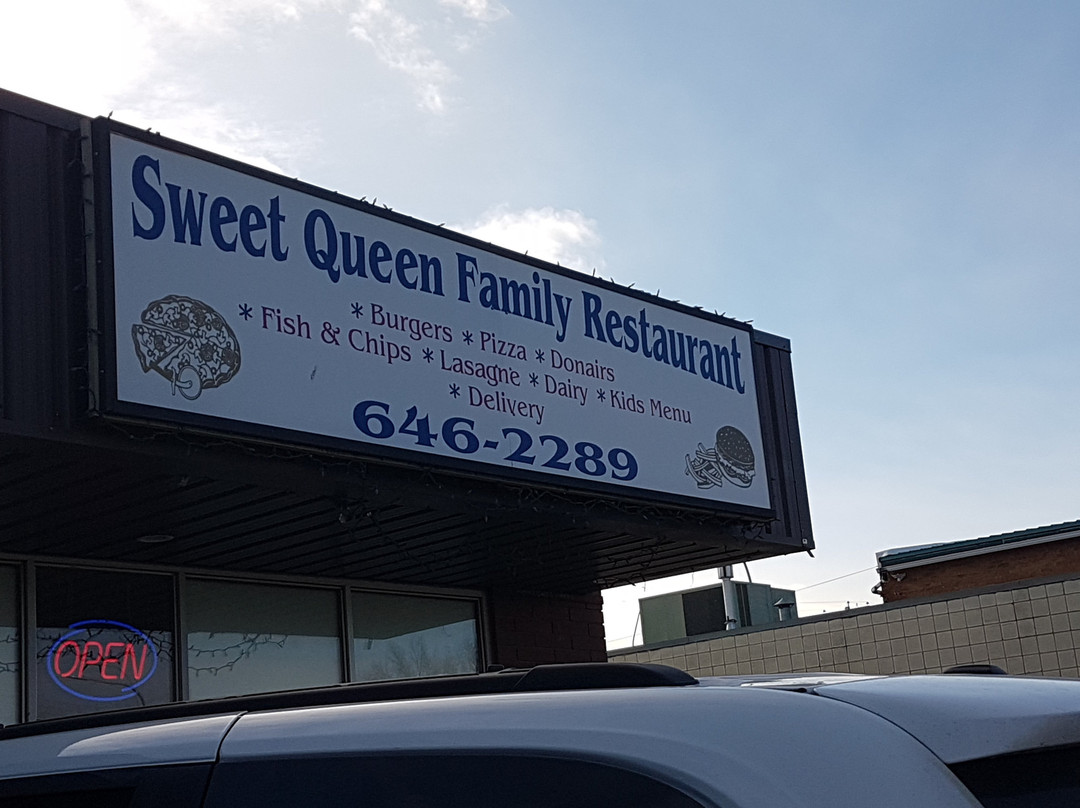 Sweet Queen Family Restaurant
* Burgers * Pizza * Donairs
* Fish & Chips * Lasagne * Dairy * Kids Menu
* Delivery
646-2289
OPEN